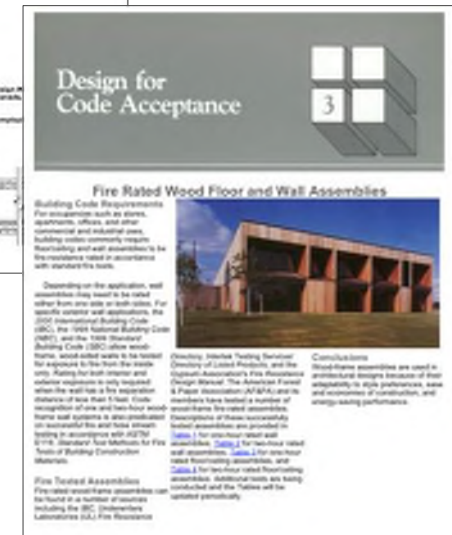 Design for
Code Acceptance
3
Fire Rated Wood Floor and Wall Assemblies
Building Code Requirements
For occupancies such as stores,
apartments, offices, and other
commercial and industrial uses,
building codes commonly require
floor/ceiling and wall assemblies to be
fire-resistance rated in accordance
with standard fire tests.
Depending on the application, wall
assemblies may need to be rated
either from one side or both sides. For
specific exterior wall applications, the
International Building Code
(IBC), the 1999 National Building Code
(NBC), and the 1999 Standard
Building Code (SBC) allow wood-
frame, wood-sided walls to be tested
for exposure to fire from the inside
only. Rating for both interior and
exterior exposure is only required
when the wall has a fire separation
distance of less than 5 feet. Code
recognition of one- and two-hour wood-
frame wall systems is also predicated
on successful fire and hose stream
testing in accordance with ASTM
E119, Standard Test Methods for Fire
Tests of Building Construction
Materials.
Fire Tested Assemblies
Fire-rated wood-frame assemblies can
be found in a number of sources
including the IBC, Underwriters
Laboratories (UL) Fire Resistance
Directory, Intertek Testing Services'
Directory of Listed Products, and the
Gypsum Association's Fire Resistance
Design Manual. The American Forest
& Paper Association (AF&PA) and its
members have tested a number of
wood-frame fire-rated assemblies.
Descriptions of these successfully
tested assemblies are provided in
Table 1 for one-hour rated wall
assemblies, Table 2 for two-hour rated
wall assemblies, Table 3 for one-hour
rated floor/ceiling assemblies, and
Table 4 for two-hour rated floor/ceiling
assemblies. Additional tests are being
conducted and the Tables will be
updated periodically.
Conclusions
Wood-frame assemblies are used in
architectural designs because of their
adaptability to style preferences, ease
and economies of construction, and
energy-saving performance.